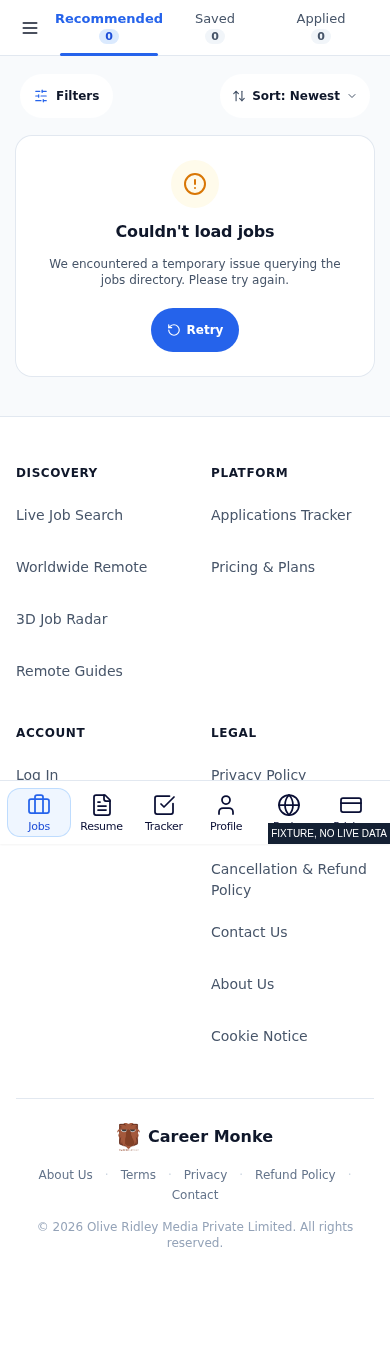 Recommended
0
Saved
0
Applied
0
Filters
Sort: Newest
Couldn't load jobs
We encountered a temporary issue querying the
jobs directory. Please try again.
Retry
DISCOVERY
Live Job Search
Worldwide Remote
3D Job Radar
Remote Guides
PLATFORM
Applications Tracker
Pricing & Plans
ACCOUNT
Log In
LEGAL
Privacy Policy
Jobs
Resume
Tracker
Profile
FIXTURE, NO LIVE DATA
Cancellation & Refund
Policy
Contact Us
About Us
Cookie Notice
Career Monke
About Us · Terms · Privacy · Refund Policy ·
Contact
© 2026 Olive Ridley Media Private Limited. All rights
reserved.